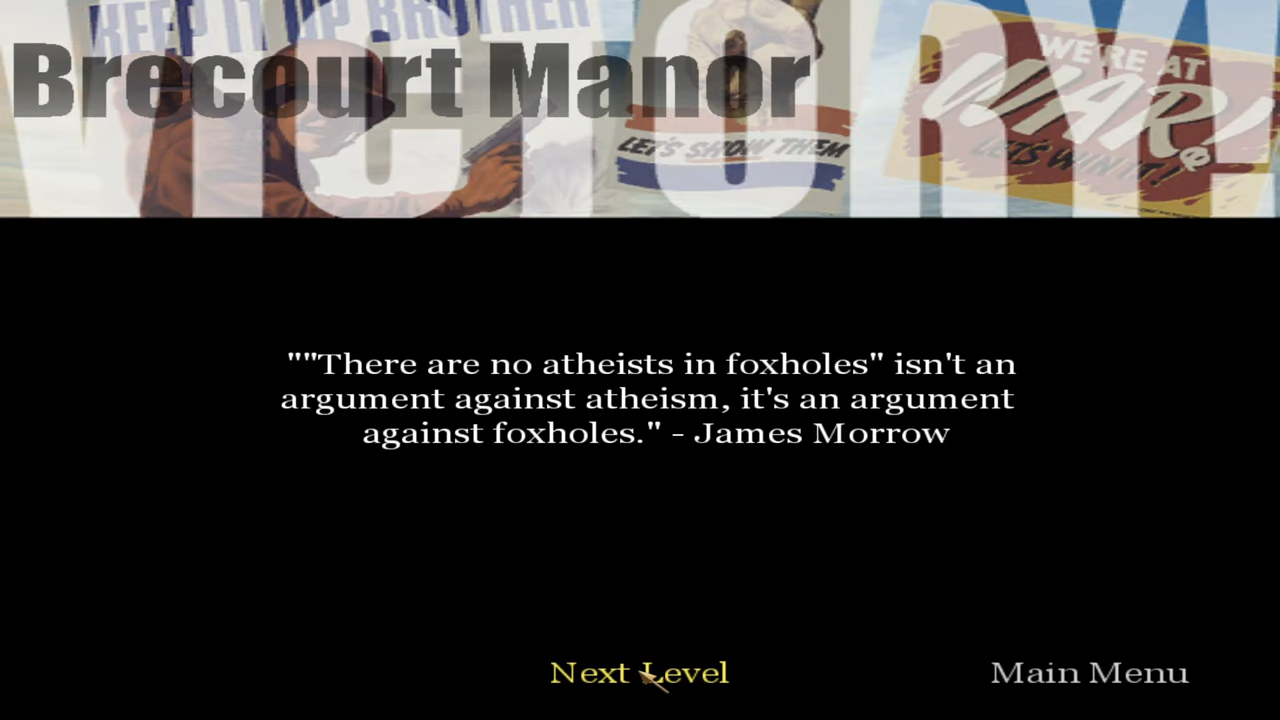 KEEP IT UP BROTHER
VICTORY
Brecourt Manor
WE'RE AT
WAR!
LET'S WIN IT!
LET'S SHOW THEM
""There are no atheists in foxholes" isn't an
argument against atheism, it's an argument
against foxholes." - James Morrow
Next Level
Main Menu